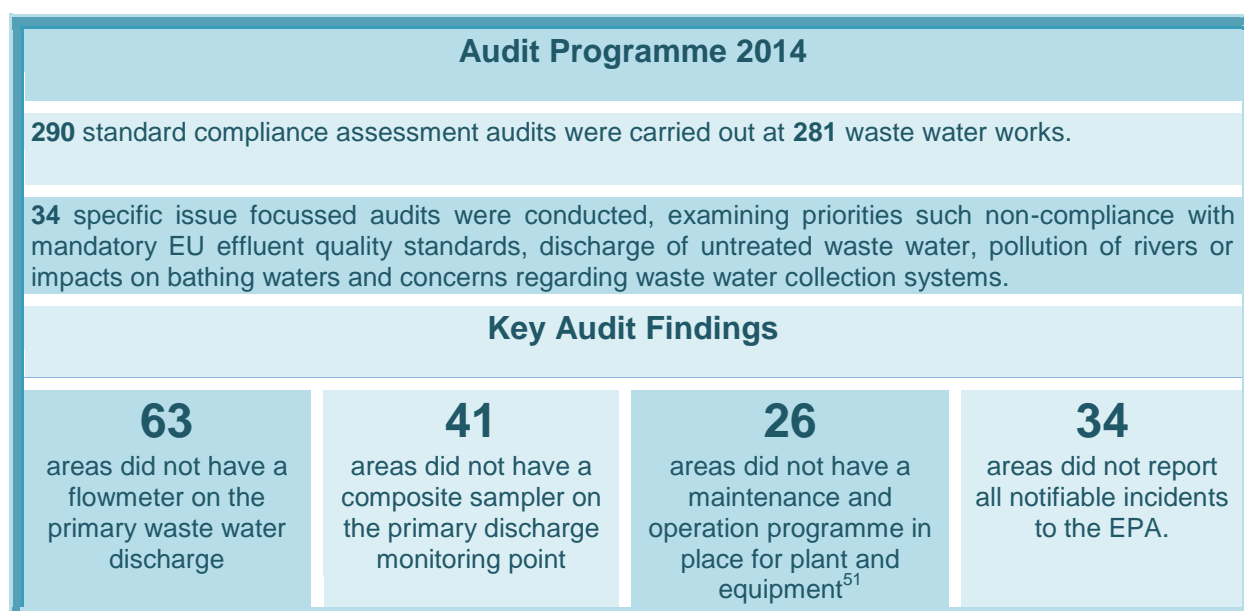 Audit Programme 2014
290 standard compliance assessment audits were carried out at 281 waste water works.
34 specific issue focussed audits were conducted, examining priorities such non-compliance with
mandatory EU effluent quality standards, discharge of untreated waste water, pollution of rivers or
impacts on bathing waters and concerns regarding waste water collection systems.
Key Audit Findings
63
areas did not have a
flowmeter on the
primary waste water
discharge
41
areas did not have a
composite sampler on
the primary discharge
monitoring point
26
areas did not have a
maintenance and
operation programme in
place for plant and
equipment51
34
areas did not report
all notifiable incidents
to the EPA.